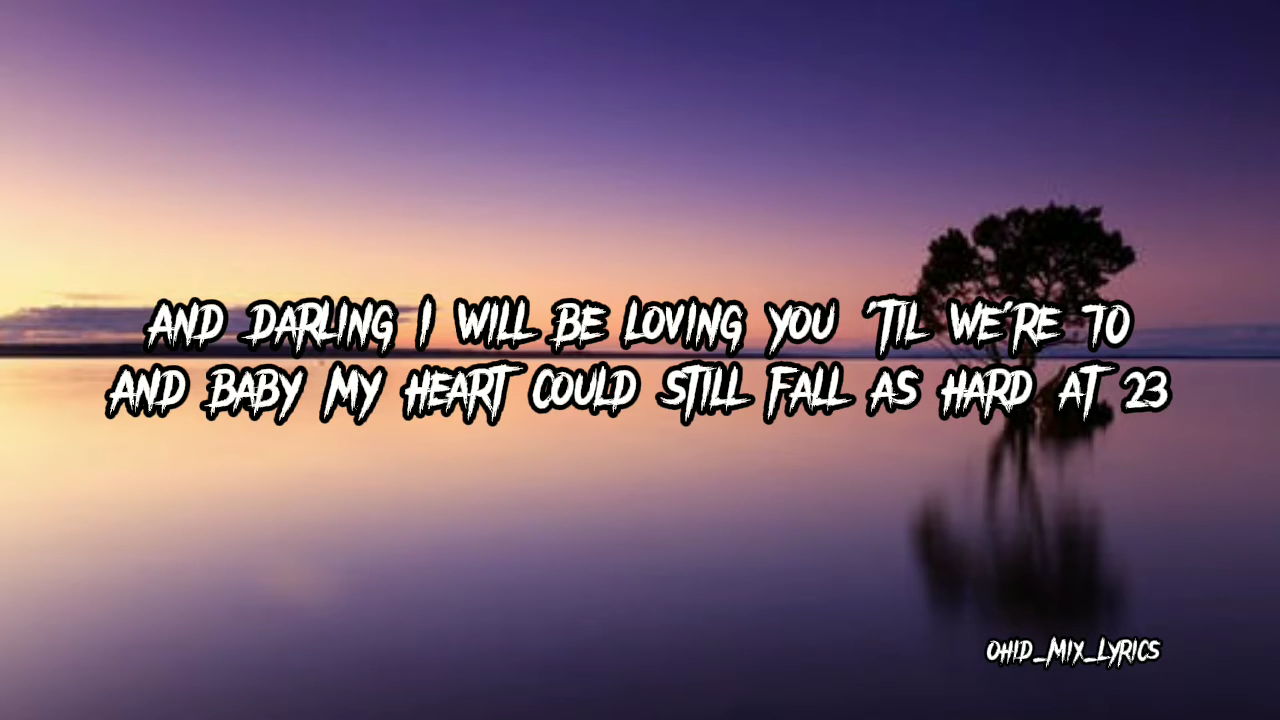 AND DARLING I WILL BE LOVING YOU 'TIL WE'RE 70
AND BABY MY HEART COULD STILL FALL AS HARD AT 23
OHID_MIX_LYRICS